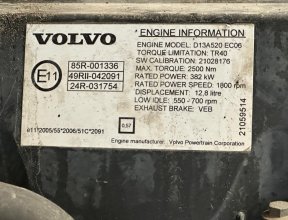 VOLVO
ENGINE INFORMATION
ENGINE MODEL: D13A520 EC06
TORQUE LIMITATION: TR40
SW CALIBRATION: 21028176
MAX. TORQUE: 2500 Nm
RATED POWER: 382 kW
RATED POWER SPEED: 1800 rpm
DISPLACEMENT: 12,8 litre
LOW IDLE: 550 - 700 rpm
EXHAUST BRAKE: VEB
E11
85R-001336
49RII-042091
24R-031754
e11*2005/55*2006/51C*2091
0,57
Engine manufacturer: Volvo Powertrain Corporation
21059514